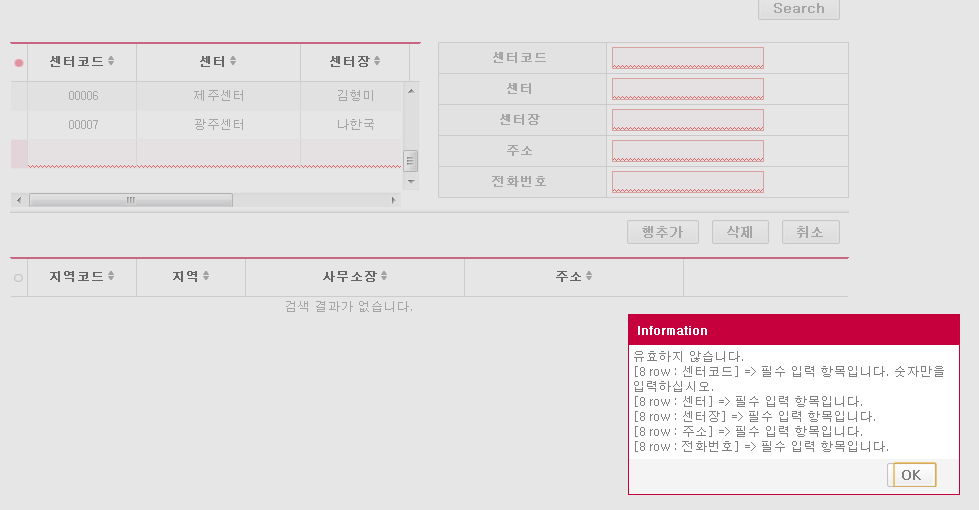 Search
센터코드 센터 센터장
00006 제주센터 김형미
00007 광주센터 나한국
센터코드
센터
센터장
주소
전화번호
행추가 삭제 취소
지역코드 지역 사무소장 주소
검색 결과가 없습니다.
Information
유효하지 않습니다.
[8 row : 센터코드] => 필수 입력 항목입니다. 숫자만을
입력하십시오.
[8 row : 센터] => 필수 입력 항목입니다.
[8 row : 센터장] => 필수 입력 항목입니다.
[8 row : 주소] => 필수 입력 항목입니다.
[8 row : 전화번호] => 필수 입력 항목입니다.
OK